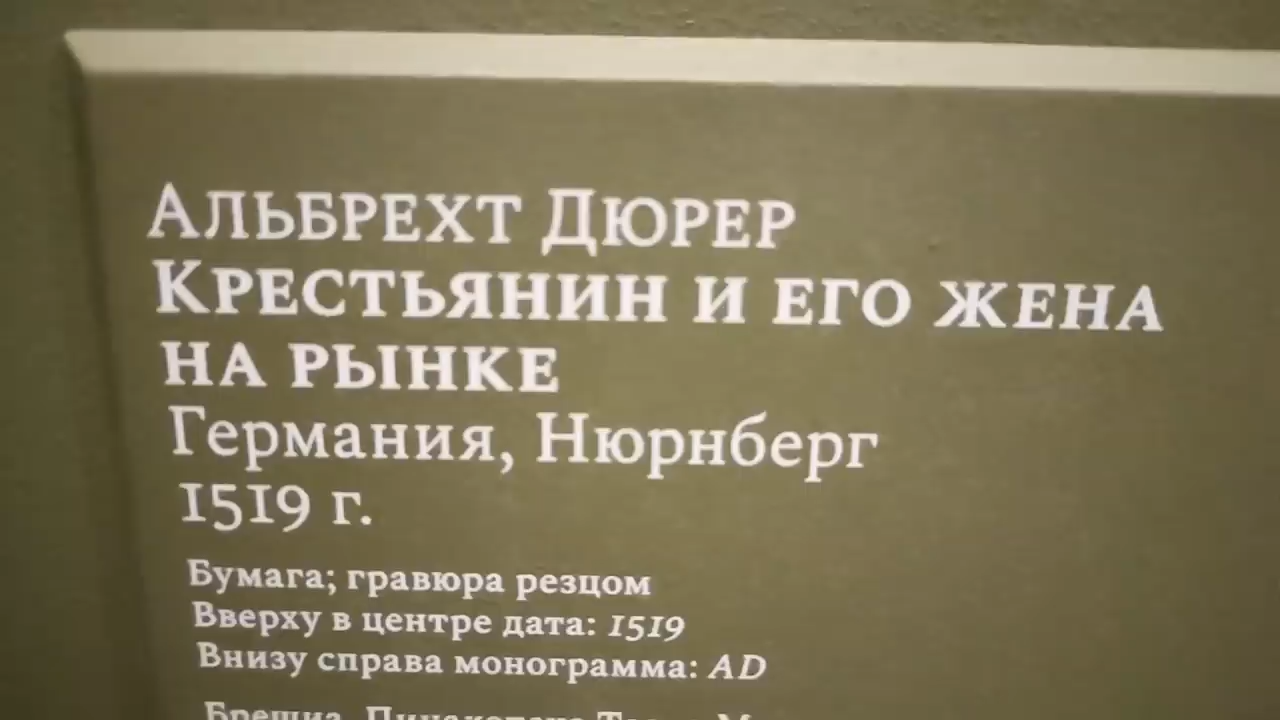 Альбрехт Дюрер
Крестьянин и его жена
на рынке
Германия, Нюрнберг
1519 г.
Бумага; гравюра резцом
Вверху в центре дата: 1519
Внизу справа монограмма: AD